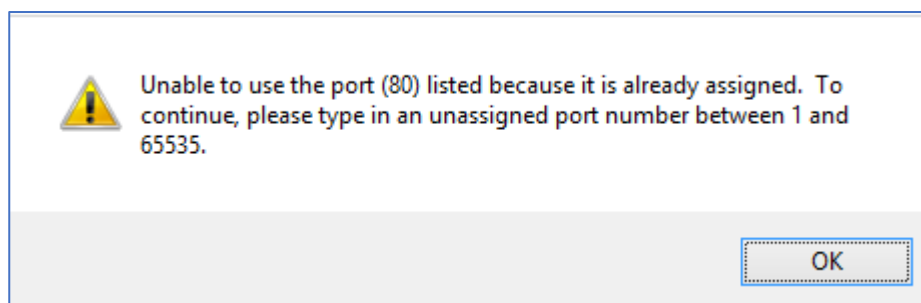 Unable to use the port (80) listed because it is already assigned.  To
continue, please type in an unassigned port number between 1 and
65535.
OK